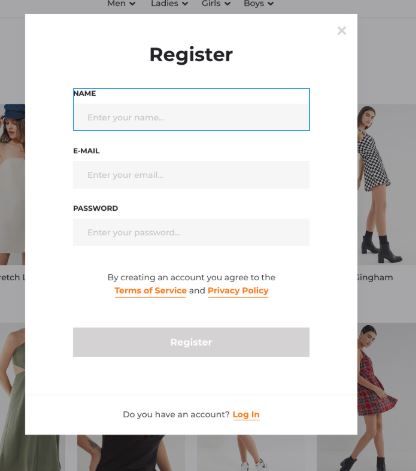 Men Ladies Girls Boys
×
Register
NAME
Enter your name...
E-MAIL
Enter your email...
PASSWORD
Enter your password...
By creating an account you agree to the
Terms of Service and Privacy Policy
Register
Do you have an account? Log In
Gingham